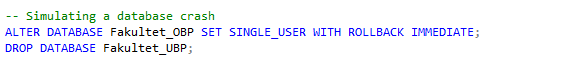 -- Simulating a database crash
ALTER DATABASE Fakultet_OBP SET SINGLE_USER WITH ROLLBACK IMMEDIATE;
DROP DATABASE Fakultet_UBP;